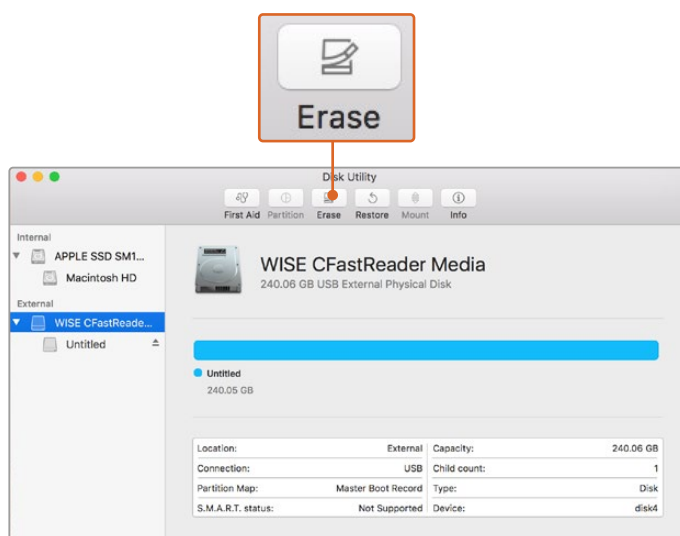 Erase
Disk Utility
First Aid Partition Erase Restore Mount Info
Internal
APPLE SSD SM1...
Macintosh HD
External
WISE CFastReade...
Untitled
WISE CFastReader Media
240.06 GB USB External Physical Disk
Untitled
240.05 GB
Location: External Capacity: 240.06 GB
Connection: USB Child count: 1
Partition Map: Master Boot Record Type: Disk
S.M.A.R.T. status: Not Supported Device: disk4